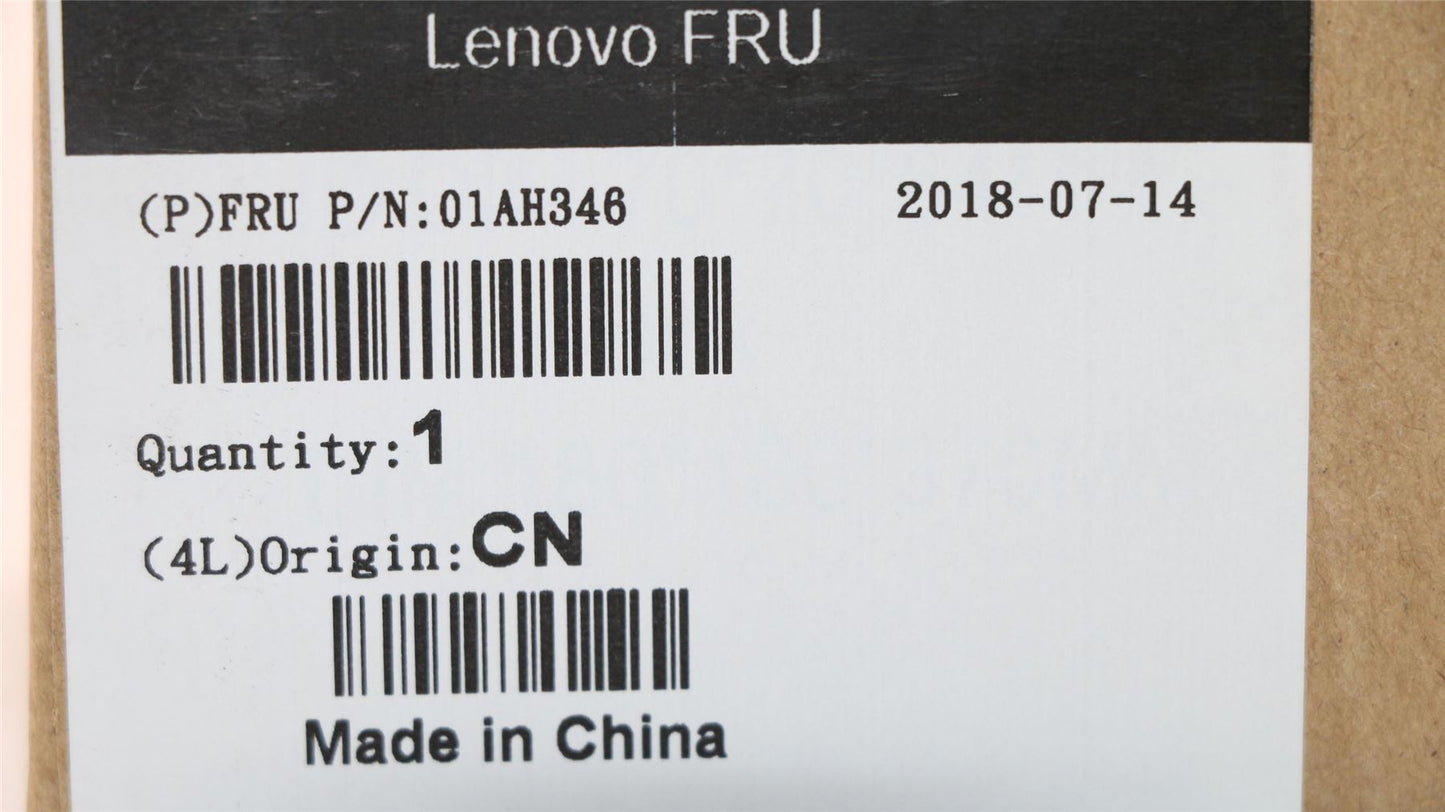 Lenovo FRU
(P)FRU P/N:01AH346 2018-07-14
Quantity:1
(4L)Origin:CN
Made in China